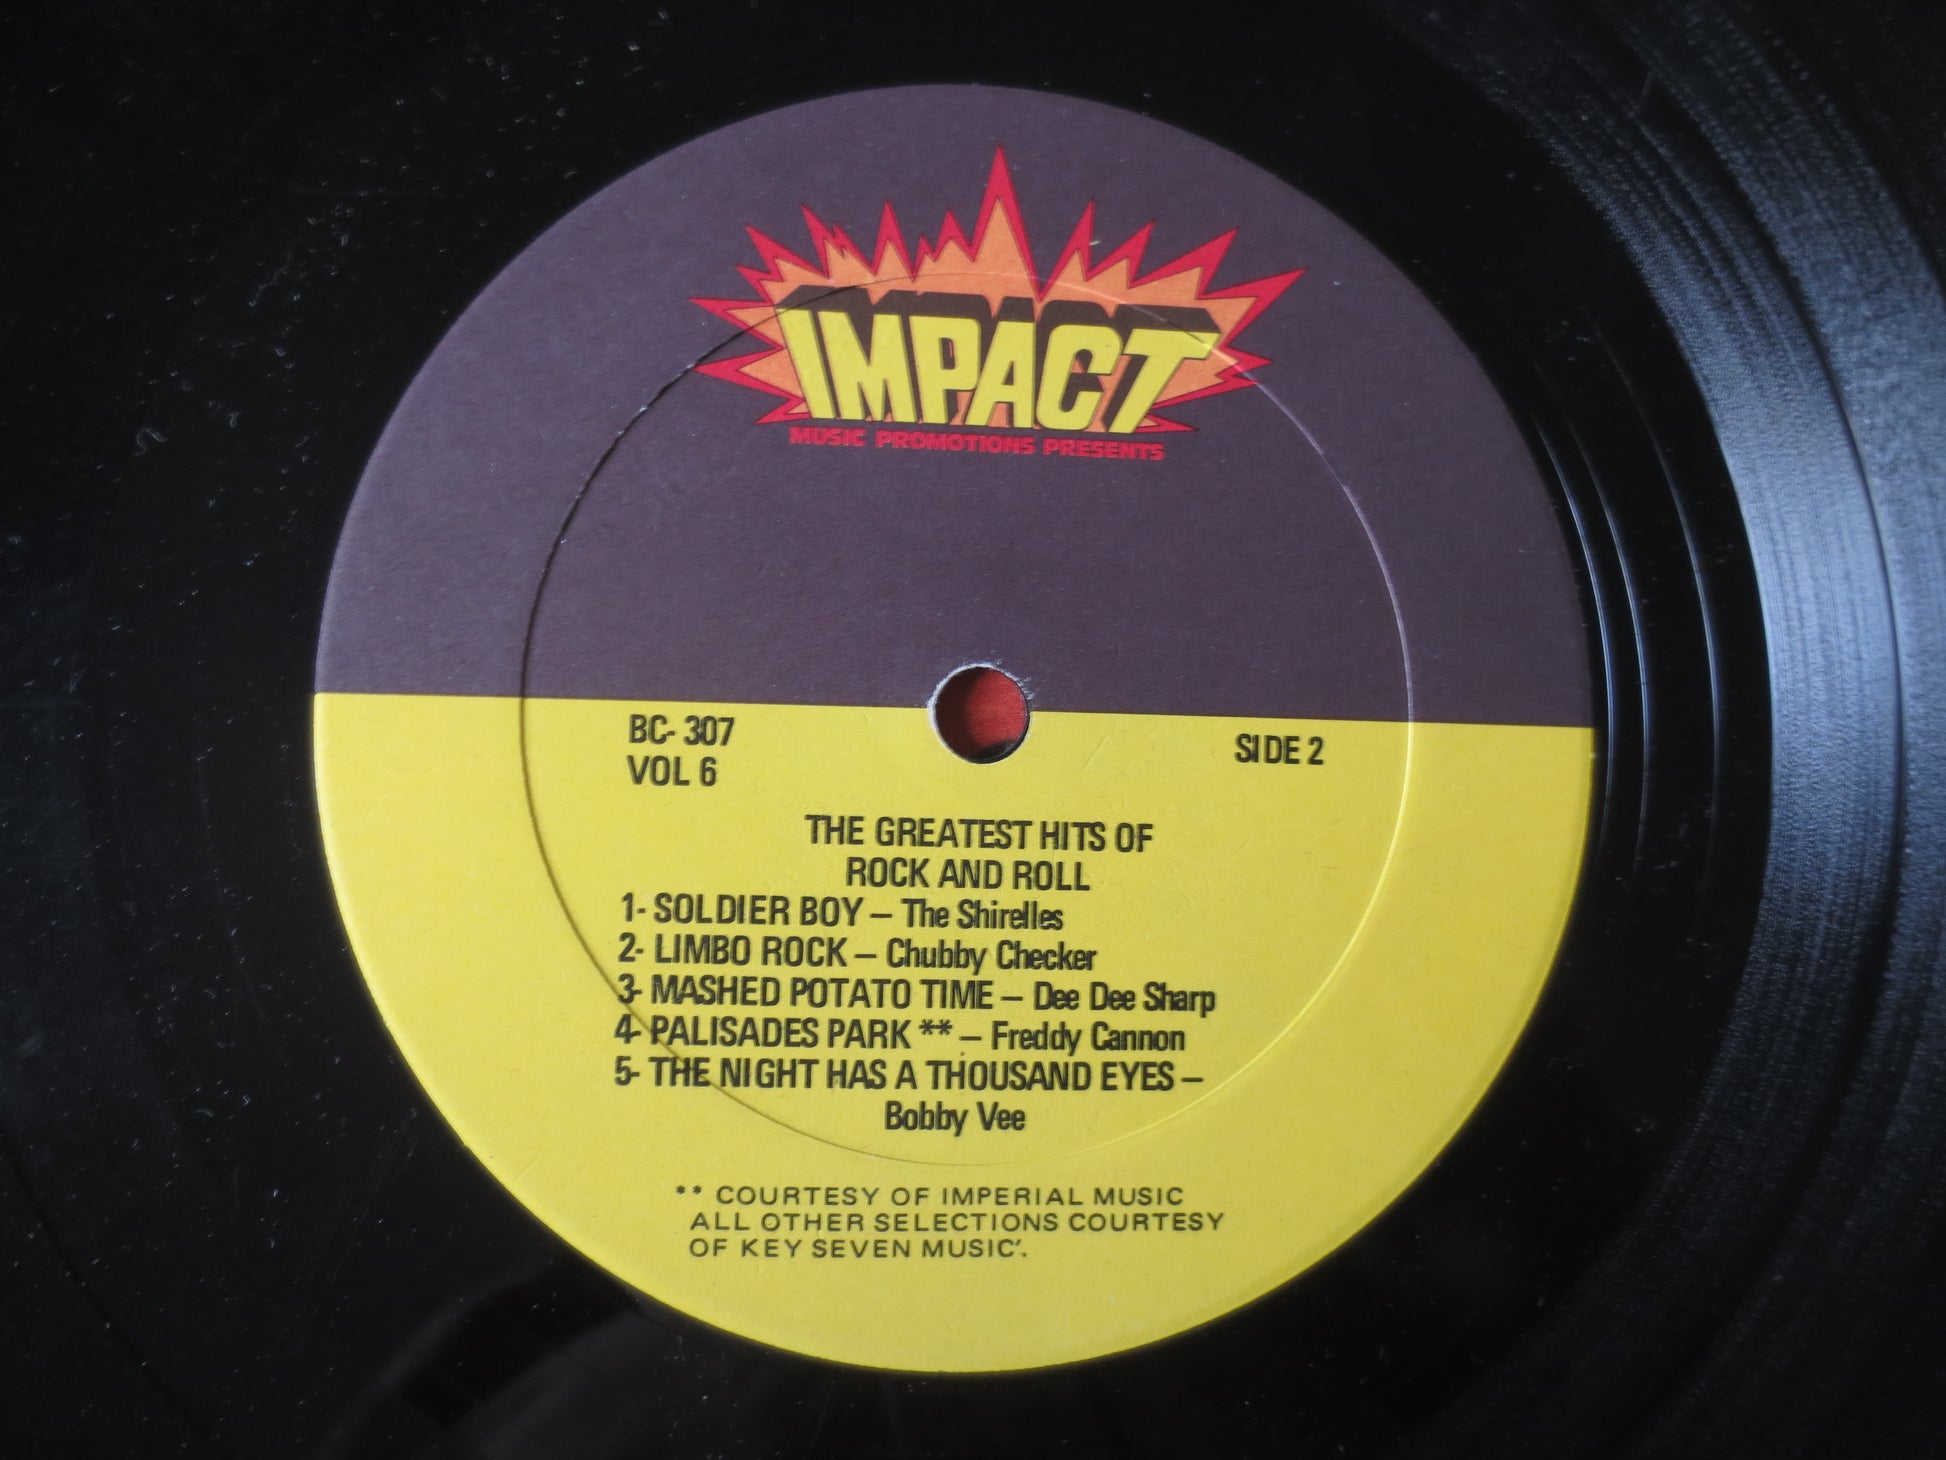 IMPACT
MUSIC PROMOTIONS PRESENTS
BC-307
VOL 6
SIDE 2
THE GREATEST HITS OF
ROCK AND ROLL
1- SOLDIER BOY – The Shirelles
2- LIMBO ROCK – Chubby Checker
3- MASHED POTATO TIME – Dee Dee Sharp
4- PALISADES PARK ** – Freddy Cannon
5- THE NIGHT HAS A THOUSAND EYES –
Bobby Vee
** COURTESY OF IMPERIAL MUSIC
ALL OTHER SELECTIONS COURTESY
OF KEY SEVEN MUSIC'.